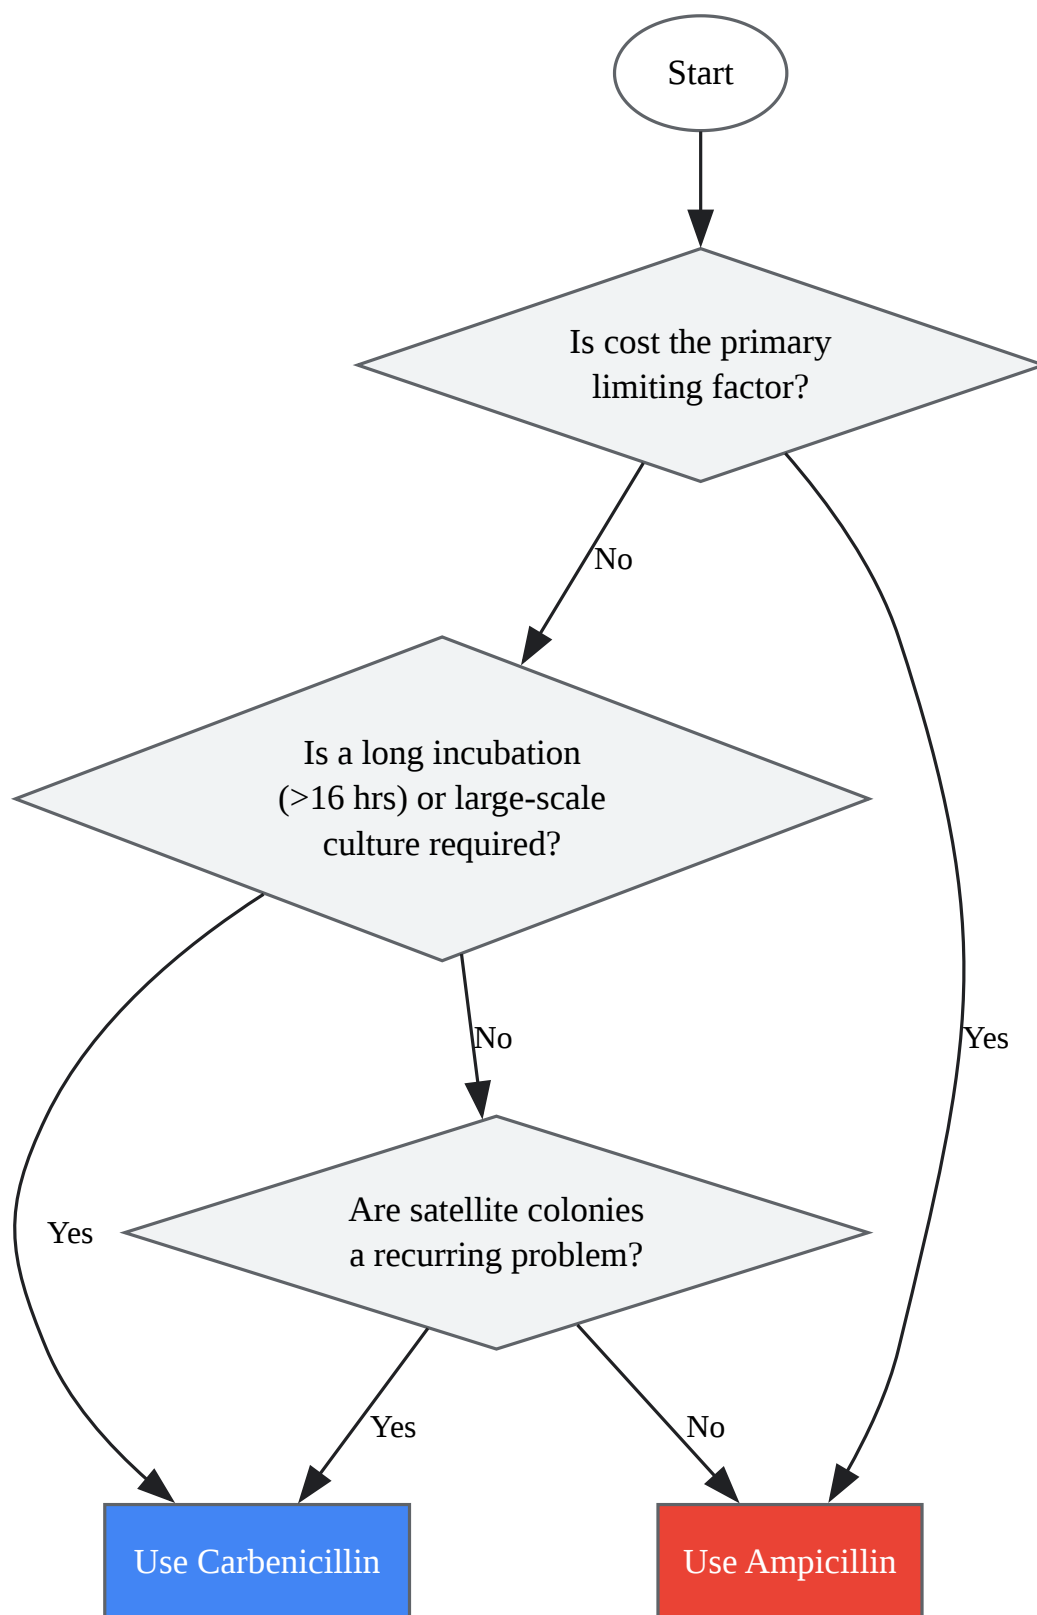 Start
Is cost the primary
limiting factor?
No
Is a long incubation
(>16 hrs) or large-scale
culture required?
No
Yes
Are satellite colonies
a recurring problem?
Yes
Yes
No
Use Carbenicillin
Use Ampicillin